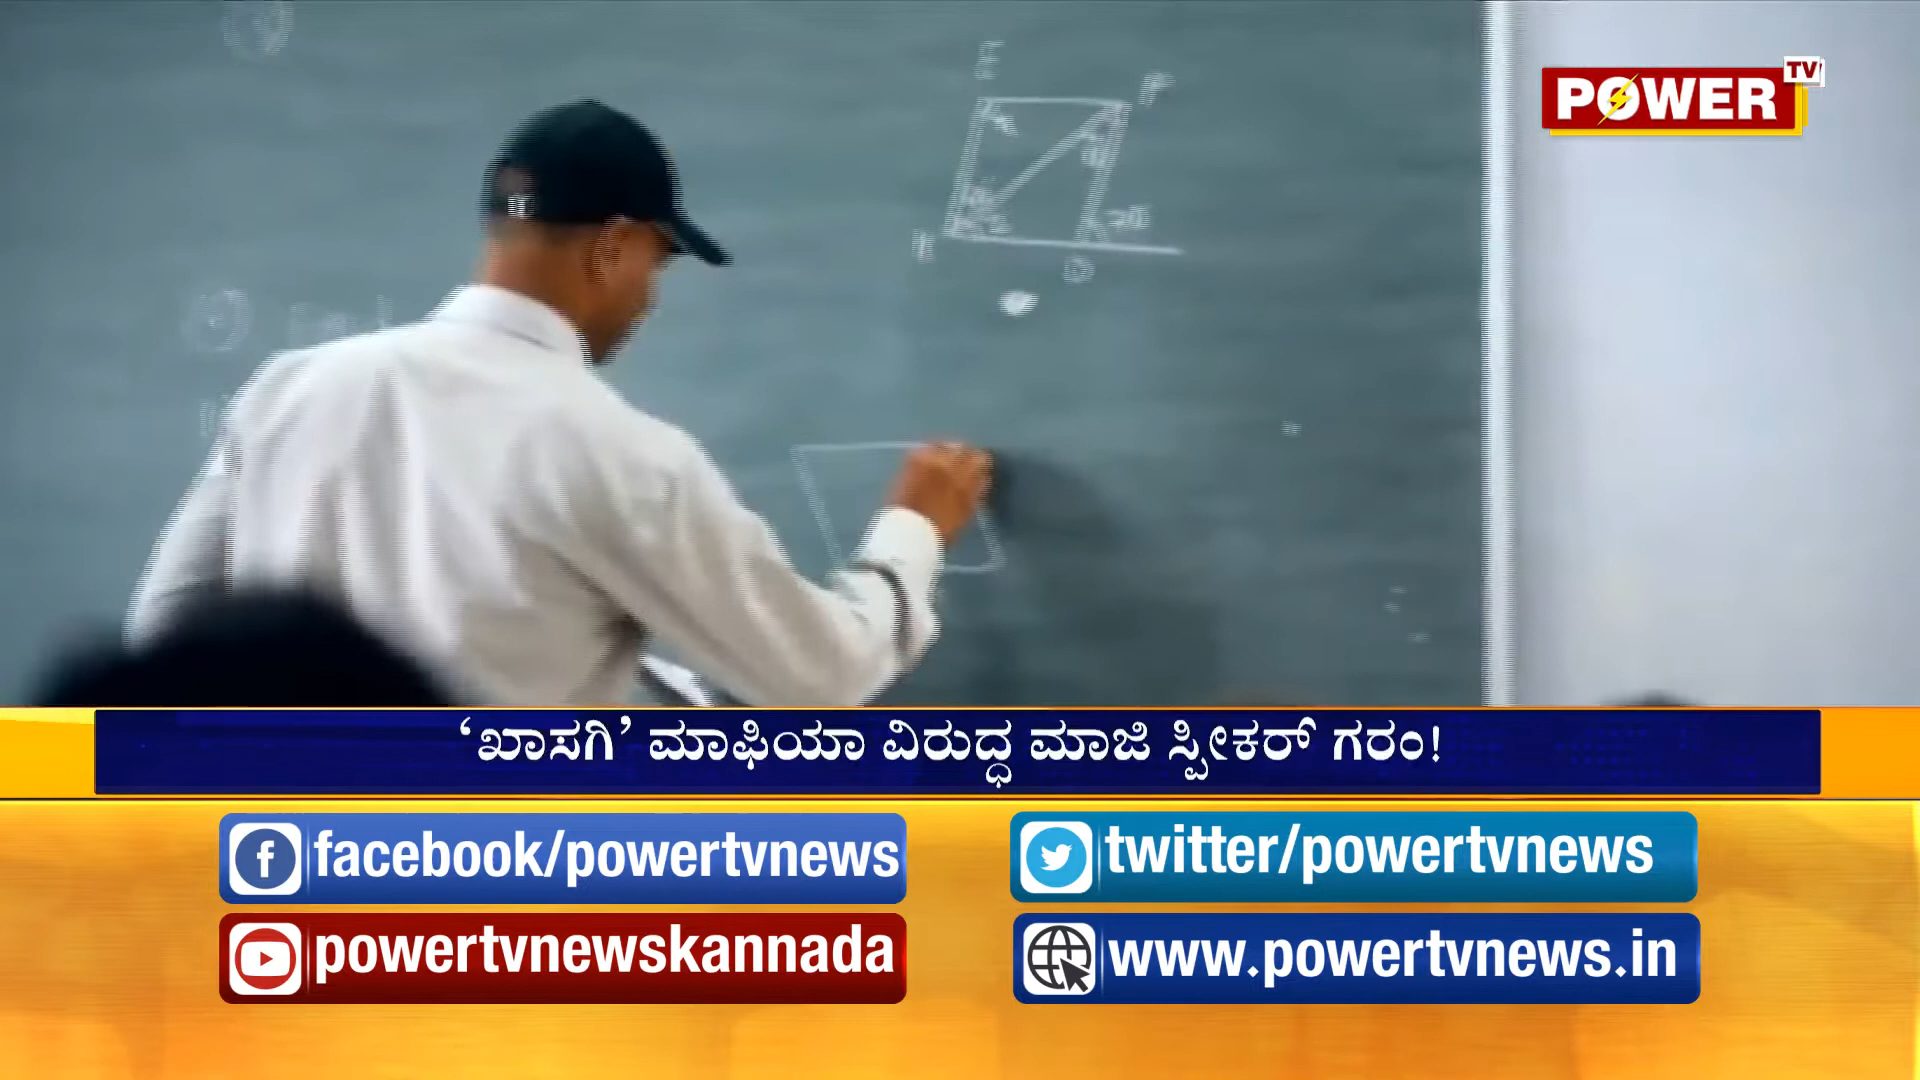 E
F
D
POWER TV
‘ಖಾಸಗಿ’ ಮಾಫಿಯಾ ವಿರುದ್ಧ ಮಾಜಿ ಸ್ಪೀಕರ್ ಗರಂ!
facebook/powertvnews
twitter/powertvnews
powertvnewskannada
www.powertvnews.in